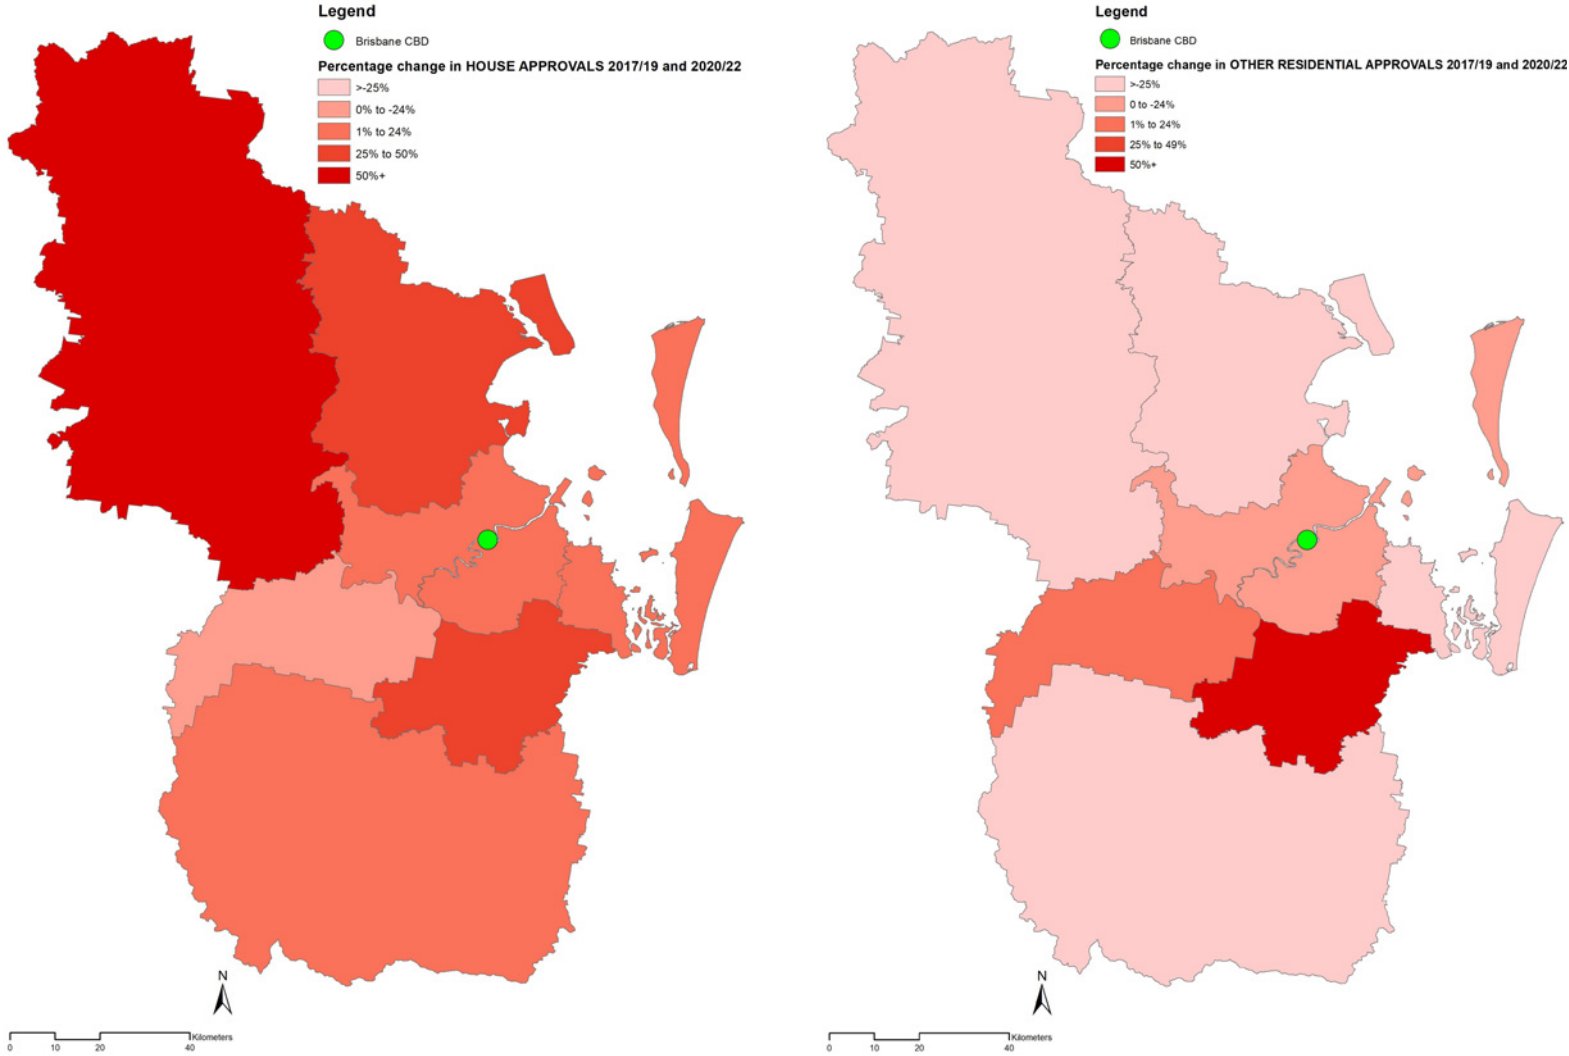 Legend
Brisbane CBD
Percentage change in HOUSE APPROVALS 2017/19 and 2020/22
>-25%
0% to -24%
1% to 24%
25% to 50%
50%+
N
0 10 20 40 Kilometers
Legend
Brisbane CBD
Percentage change in OTHER RESIDENTIAL APPROVALS 2017/19 and 2020/22
>-25%
0 to -24%
1% to 24%
25% to 49%
50%+
N
0 10 20 40 Kilometers